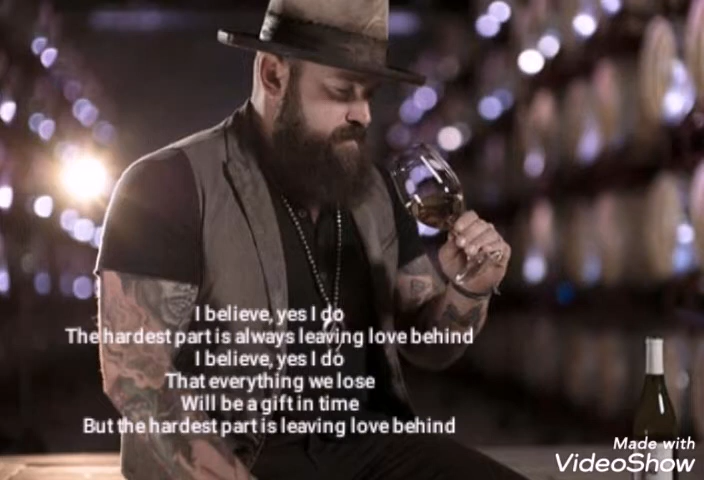 I believe, yes I do
The hardest part is always leaving love behind
I believe, yes I do
That everything we lose
Will be a gift in time
But the hardest part is leaving love behind
Made with
VideoShow